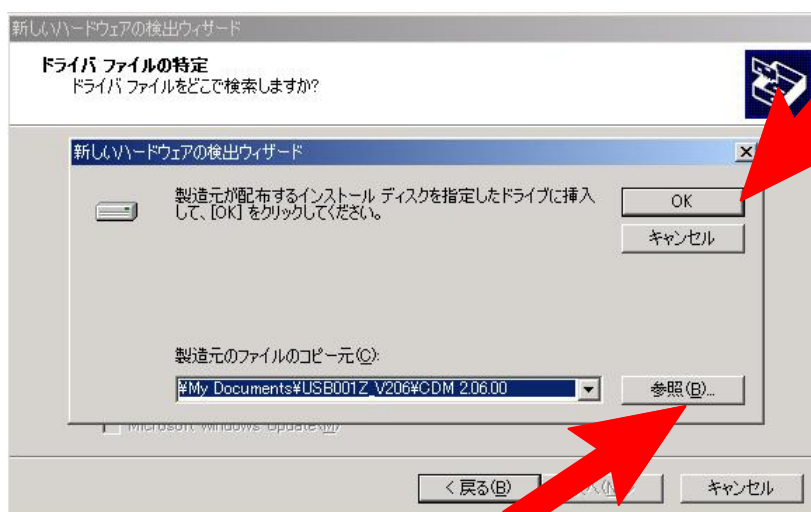 新しいハードウェアの検出ウィザード
ドライバ ファイルの特定
ドライバ ファイルをどこで検索しますか?
新しいハードウェアの検出ウィザード
製造元が配布するインストール ディスクを指定したドライブに挿入
して、[OK] をクリックしてください。
OK
キャンセル
製造元のファイルのコピー元(C):
¥My Documents¥USB001Z_V206¥CDM 2.06.00
参照(B)...
Microsoft Windows Update(M)
< 戻る(B)
キャンセル